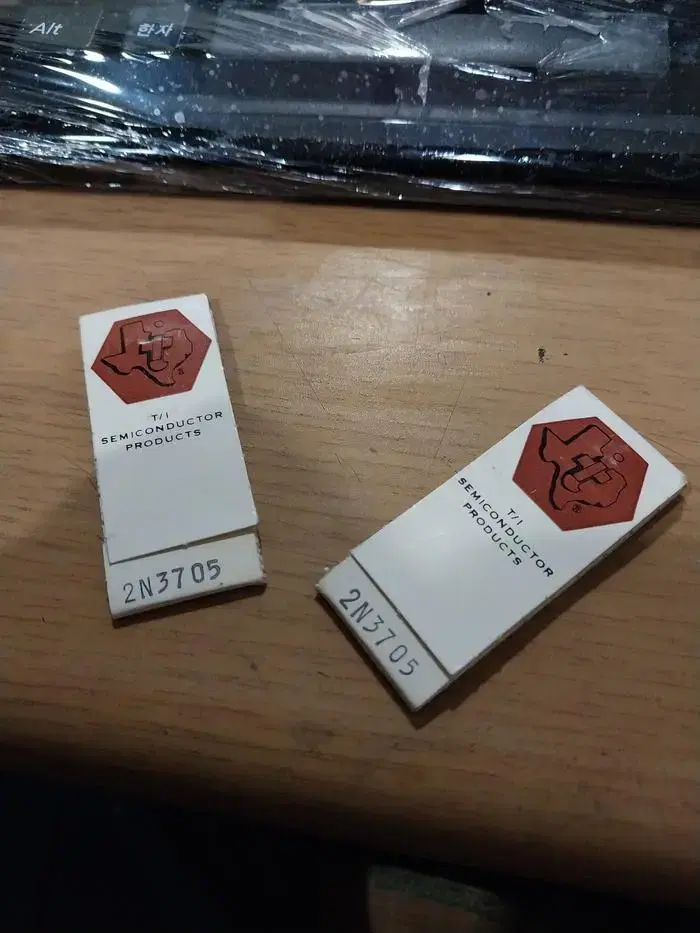 Alt
한자
T/I
SEMICONDUCTOR
PRODUCTS
2N3705
T/I
SEMICONDUCTOR
PRODUCTS
2N3705